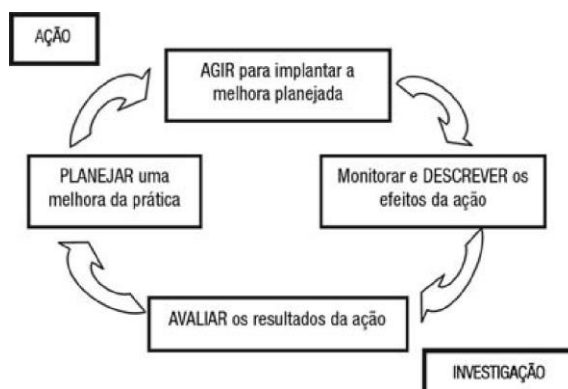 AÇÃO
AGIR para implantar a
melhora planejada
PLANEJAR uma
melhora da prática
Monitorar e DESCREVER os
efeitos da ação
AVALIAR os resultados da ação
INVESTIGAÇÃO